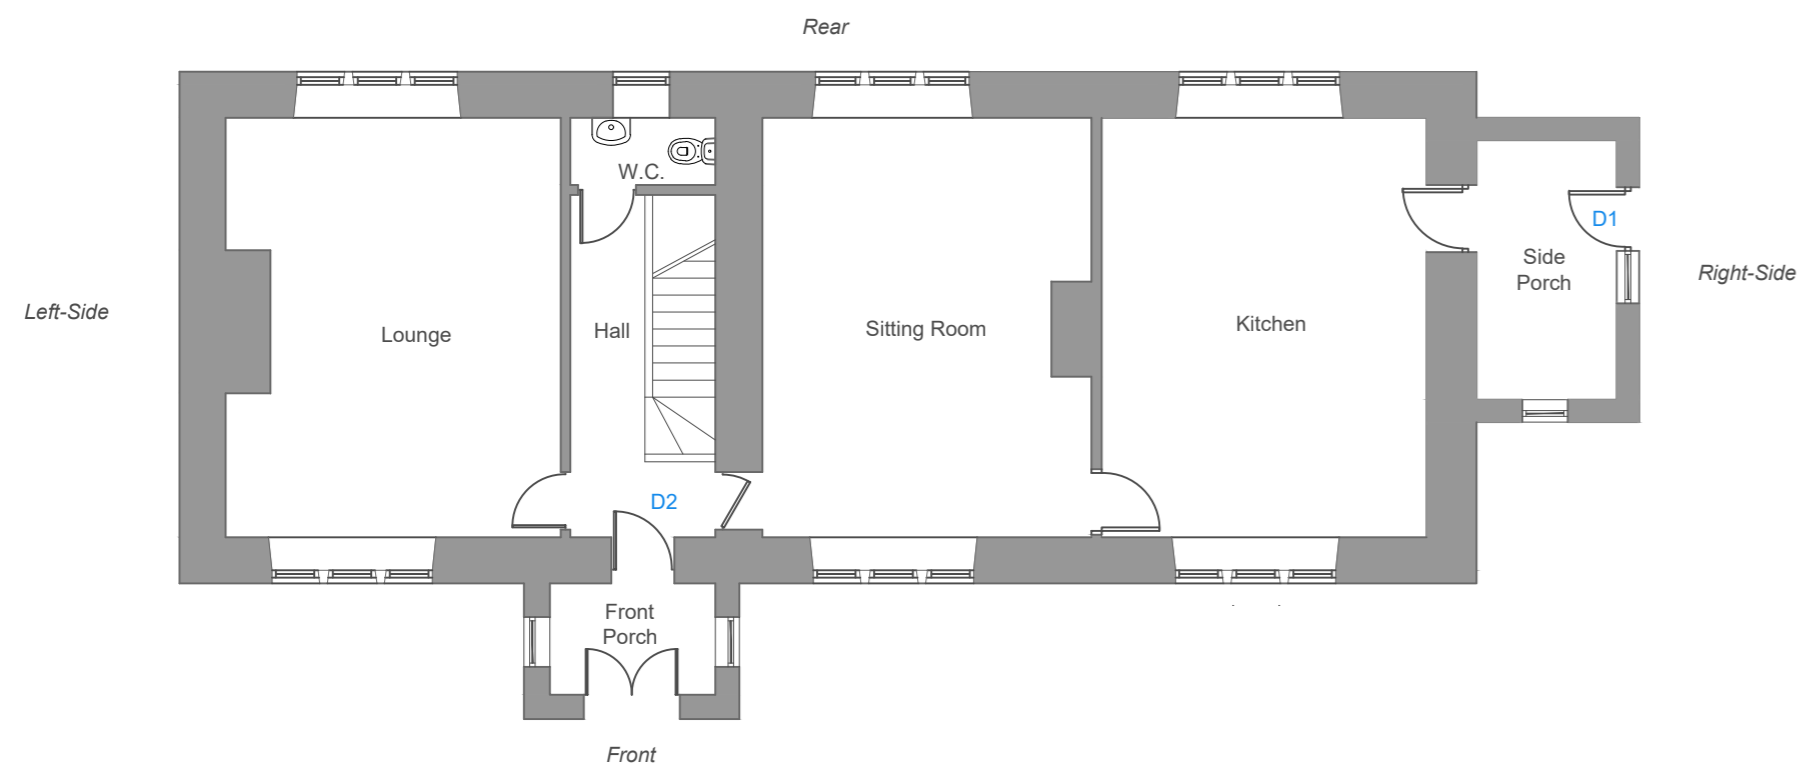 Rear
W.C.
D1
Side
Porch
Right-Side
Left-Side
Lounge
Hall
Sitting Room
Kitchen
D2
Front
Porch
Front